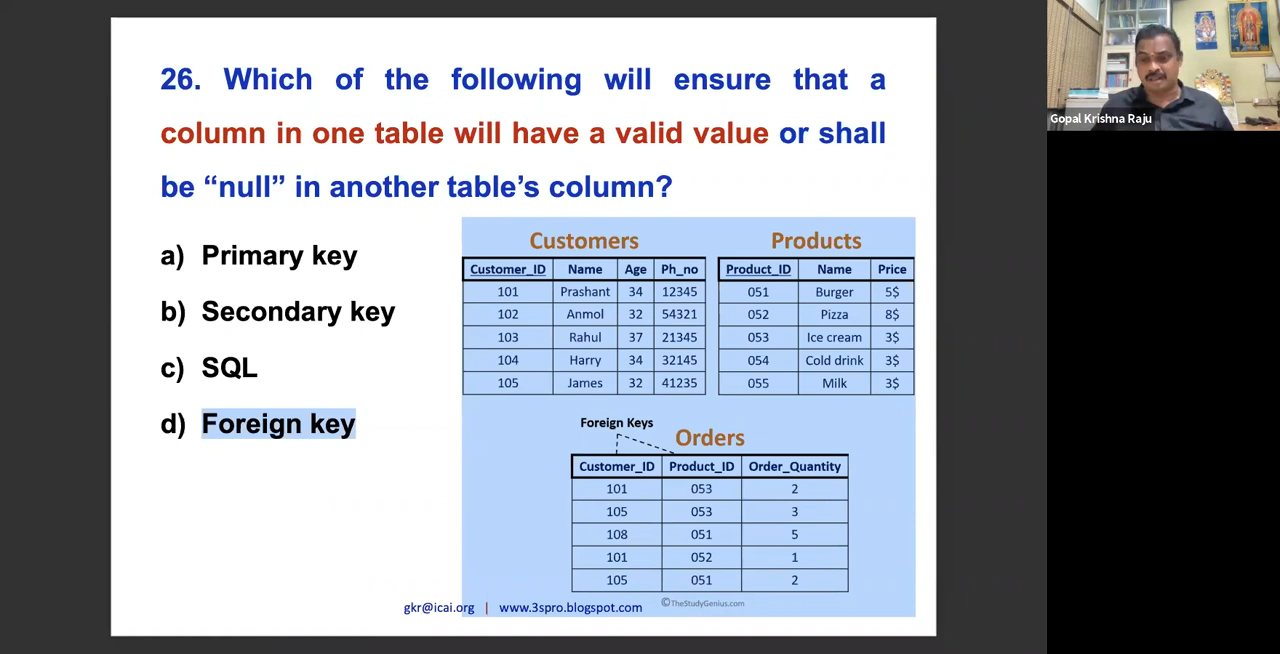 26. Which of the following will ensure that a
column in one table will have a valid value or shall
be “null” in another table’s column?
a) Primary key
b) Secondary key
c) SQL
d) Foreign key
Customers
Customer_ID Name Age Ph_no
101 Prashant 34 12345
102 Anmol 32 54321
103 Rahul 37 21345
104 Harry 34 32145
105 James 32 41235
Products
Product_ID Name Price
051 Burger 5$
052 Pizza 8$
053 Ice cream 3$
054 Cold drink 3$
055 Milk 3$
Foreign Keys
Orders
Customer_ID Product_ID Order_Quantity
101 053 2
105 053 3
108 051 5
101 052 1
105 051 2
©TheStudyGenius.com
gkr@icai.org | www.3spro.blogspot.com
Gopal Krishna Raju